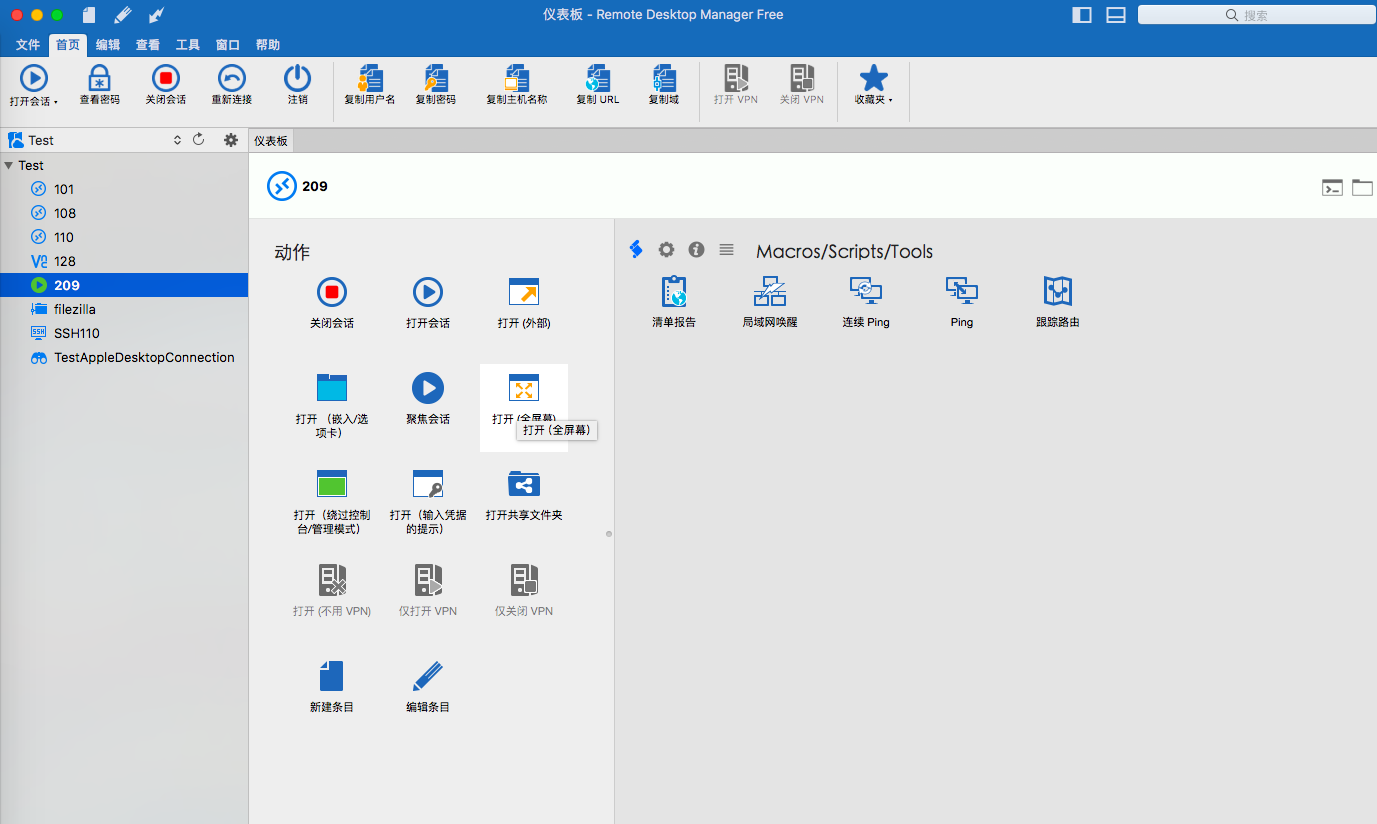 仪表板 - Remote Desktop Manager Free
搜索
文件 首页 编辑 查看 工具 窗口 帮助
打开会话 查看密码 关闭会话 重新连接 注销 复制用户名 复制密码 复制主机名称 复制 URL 复制域 打开 VPN 关闭 VPN 收藏夹
Test
仪表板
Test
101
108
110
V2 128
209
filezilla
SSH SSH110
TestAppleDesktopConnection
209
动作
关闭会话 打开会话 打开 (外部)
打开 （嵌入/选
项卡）
聚焦会话
打开 (全屏幕)
打开 (全屏幕)
打开（绕过控制
台/管理模式）
打开（输入凭据
的提示）
打开共享文件夹
打开 (不用 VPN) 仅打开 VPN 仅关闭 VPN
新建条目 编辑条目
Macros/Scripts/Tools
清单报告 局域网唤醒 连续 Ping Ping 跟踪路由